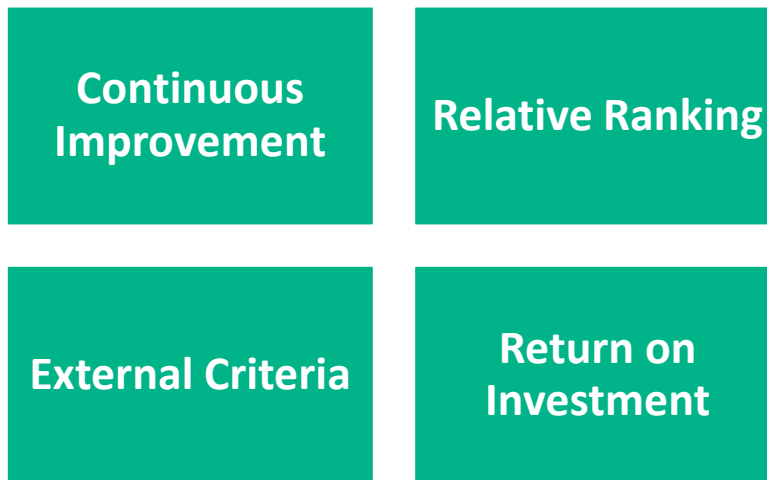 Continuous
Improvement
Relative Ranking
External Criteria
Return on
Investment